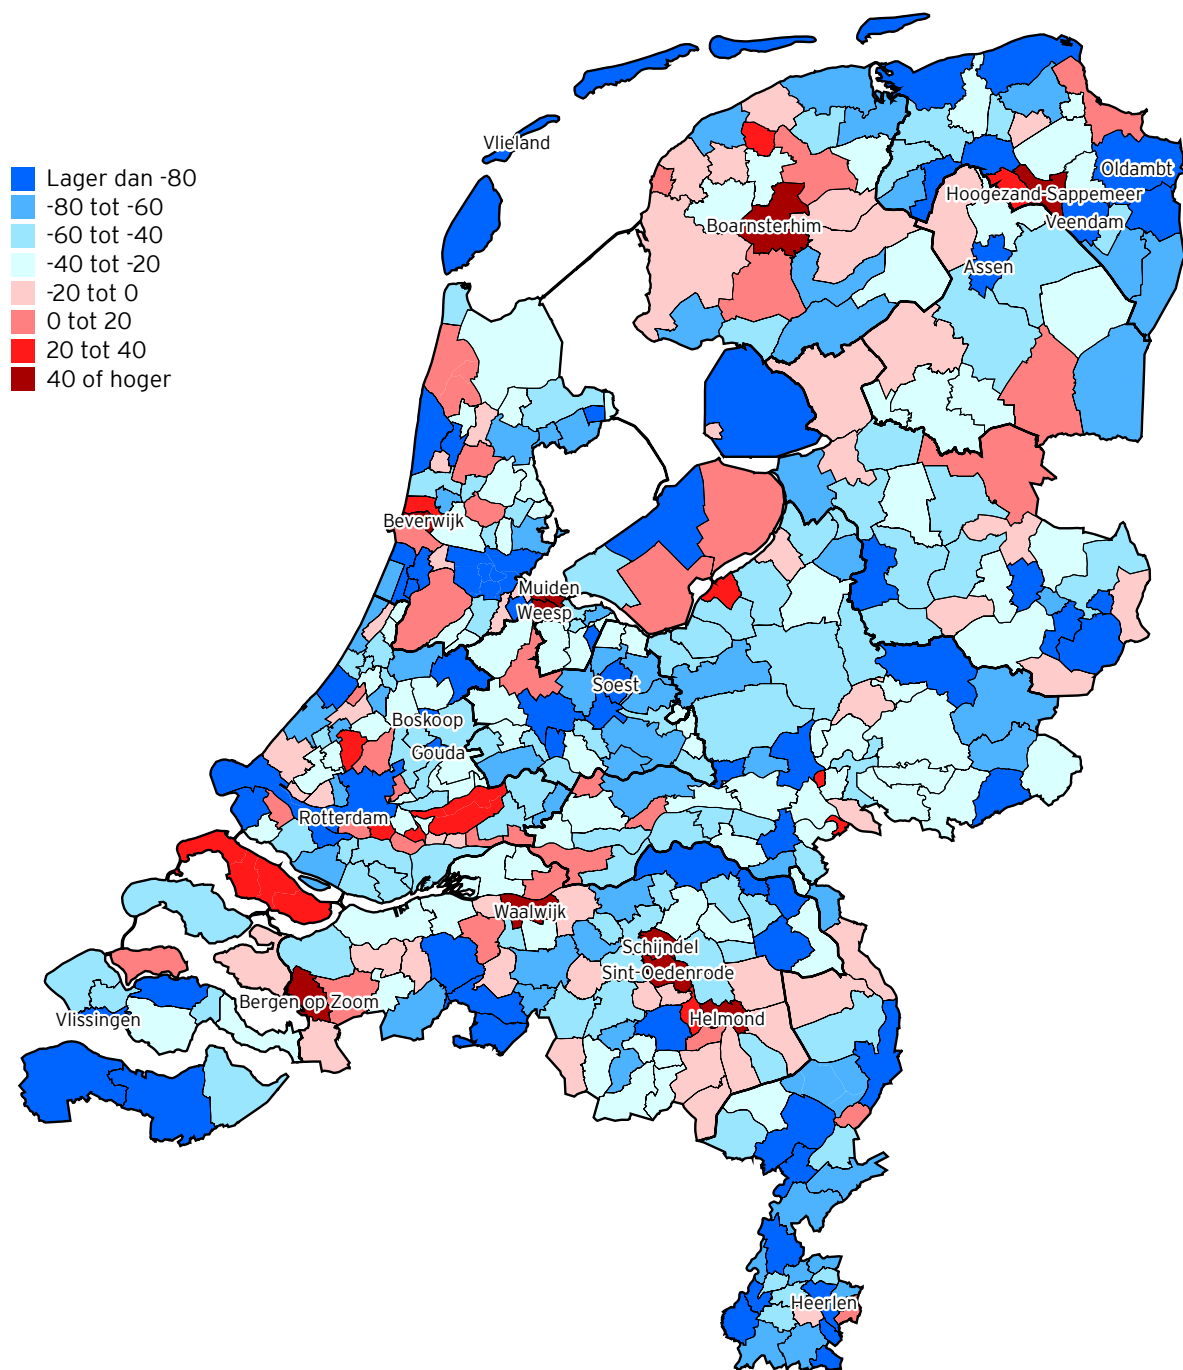 Lager dan -80
-80 tot -60
-60 tot -40
-40 tot -20
-20 tot 0
0 tot 20
20 tot 40
40 of hoger
Vlieland
Oldambt
Hoogezand-Sappemeer
Veendam
Boarnsterhim
Assen
Beverwijk
Muiden
Weesp
Soest
Boskoop
Gouda
Rotterdam
Waalwijk
Schijndel
Sint-Oedenrode
Bergen op Zoom
Vlissingen
Helmond
Heerlen